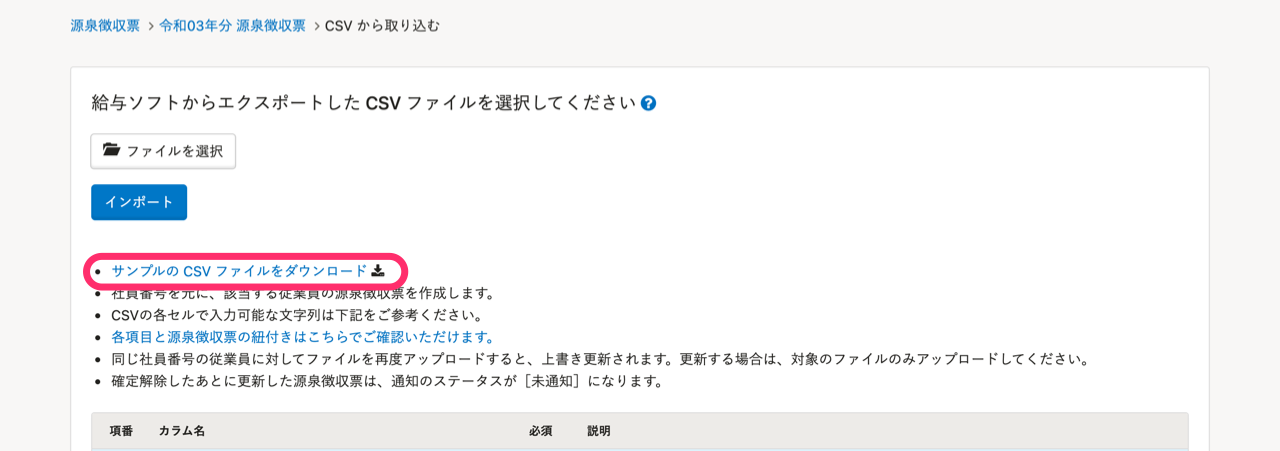 源泉徴収票 > 令和03年分 源泉徴収票 > CSV から取り込む
給与ソフトからエクスポートした CSV ファイルを選択してください ?
ファイルを選択
インポート
• サンプルの CSV ファイルをダウンロード
• 社員番号を元に、該当する従業員の源泉徴収票を作成します。
• CSVの各セルで入力可能な文字列は下記をご参考ください。
• 各項目と源泉徴収票の紐付きはこちらでご確認いただけます。
• 同じ社員番号の従業員に対してファイルを再度アップロードすると、上書き更新されます。更新する場合は、対象のファイルのみアップロードしてください。
• 確定解除したあとに更新した源泉徴収票は、通知のステータスが［未通知］になります。
項番 カラム名 必須 説明